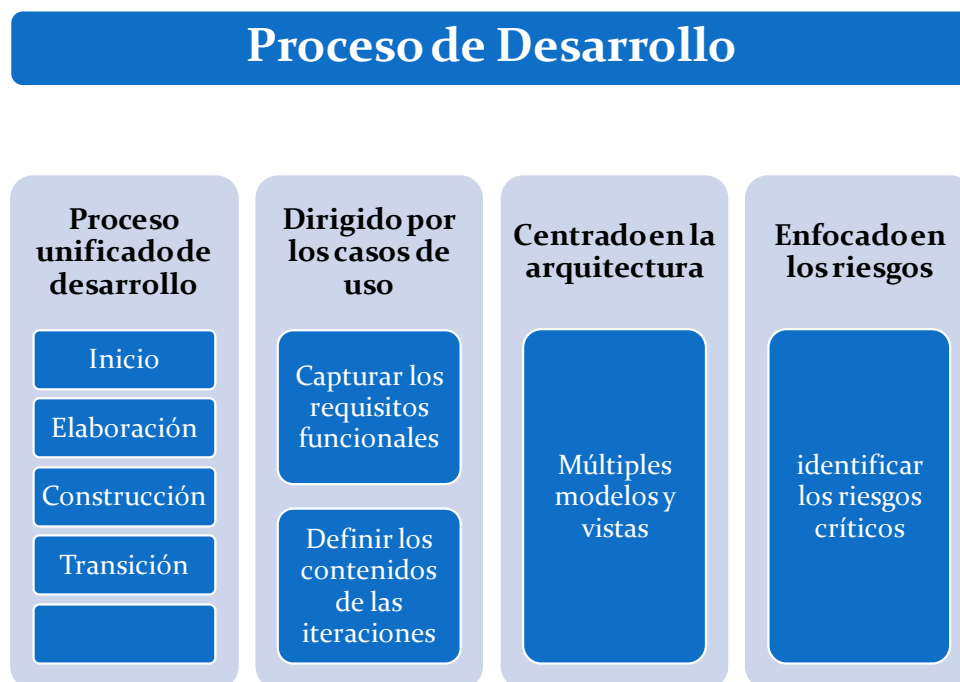 Proceso de Desarrollo
Proceso
unificado de
desarrollo
Inicio
Elaboración
Construcción
Transición
Dirigido por
los casos de
uso
Capturar los
requisitos
funcionales
Definir los
contenidos
de las
iteraciones
Centrado en la
arquitectura
Múltiples
modelos y
vistas
Enfocado en
los riesgos
identificar
los riesgos
críticos